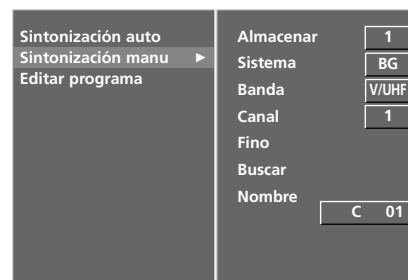 Sintonización auto
Sintonización manu ►
Editar programa
Almacenar 1
Sistema BG
Banda V/UHF
Canal 1
Fino
Buscar
Nombre
C 01